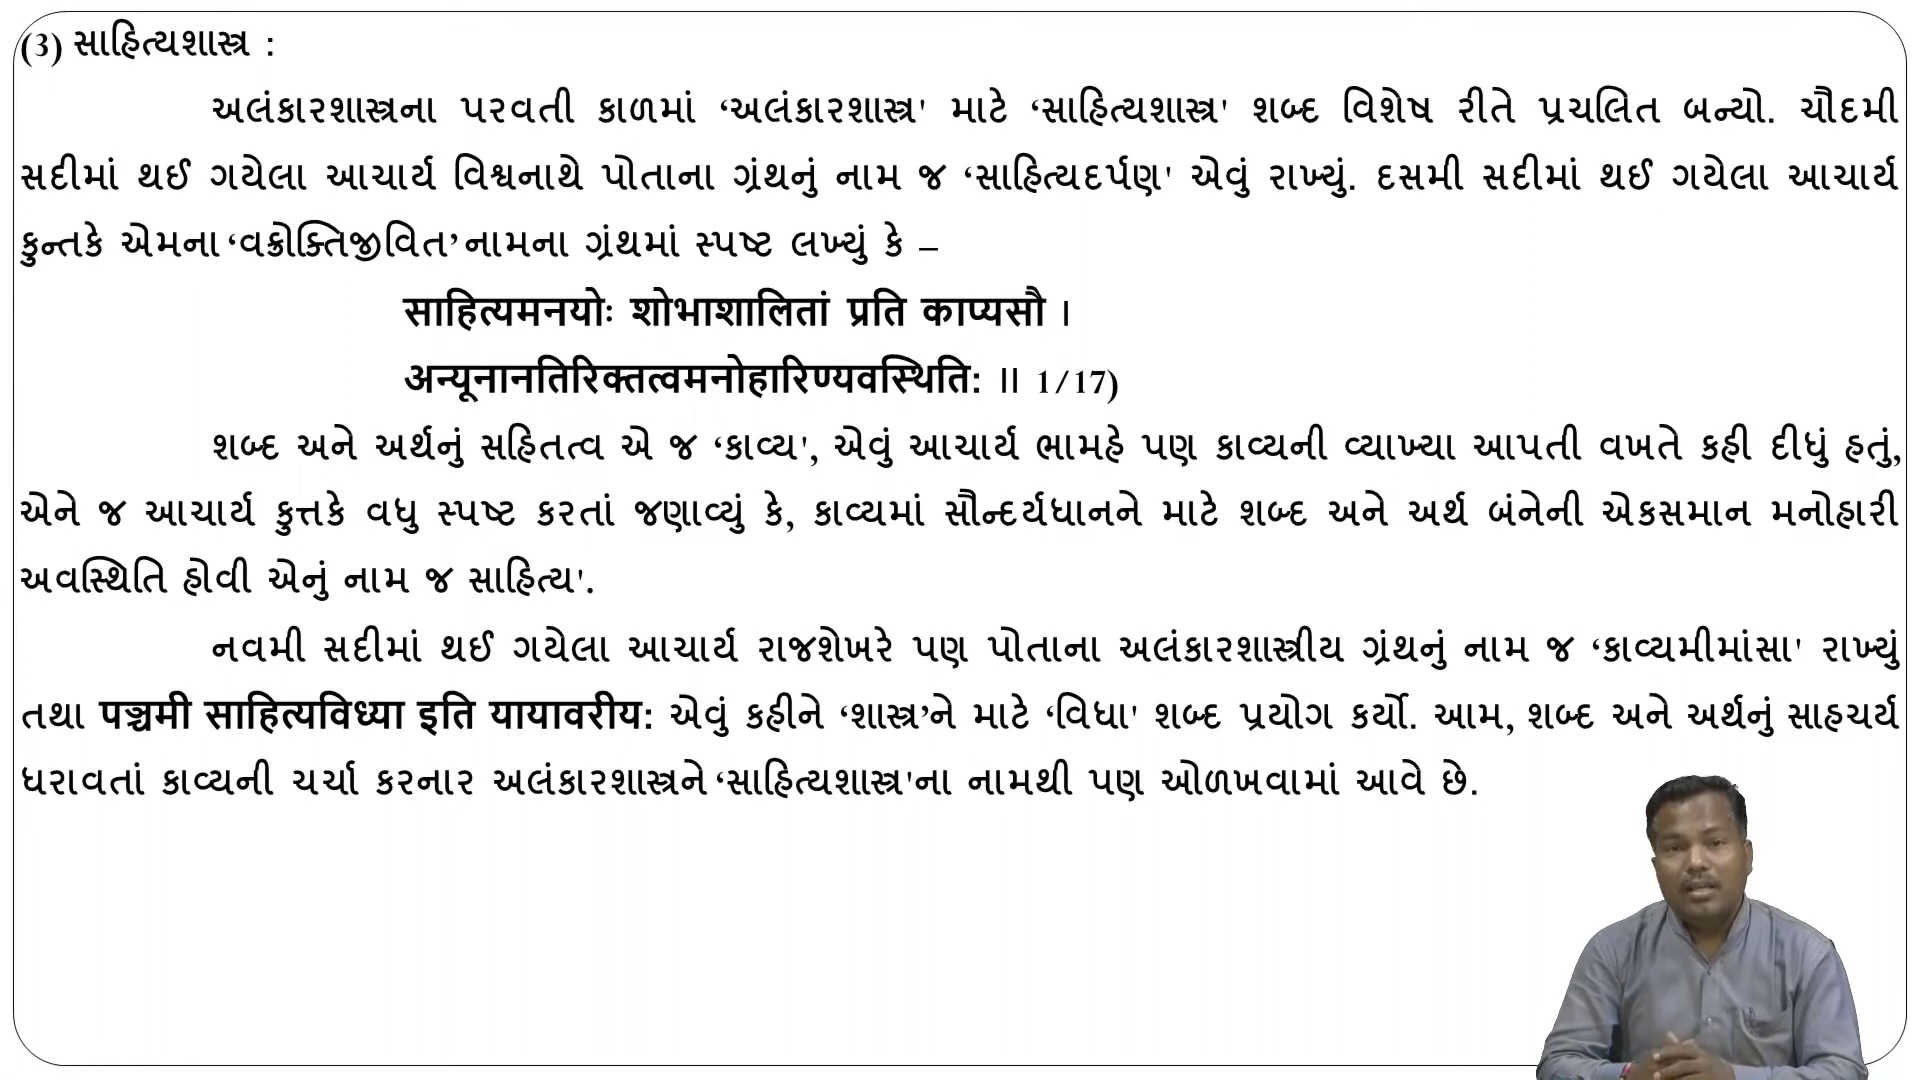 (3) સાહિત્યશાસ્ત્ર :
અલંકારશાસ્ત્રના પરવતી કાળમાં ‘અલંકારશાસ્ત્ર' માટે ‘સાહિત્યશાસ્ત્ર' શબ્દ વિશેષ રીતે પ્રચલિત બન્યો. ચૌદમી
સદીમાં થઈ ગયેલા આચાર્ય વિશ્વનાથે પોતાના ગ્રંથનું નામ જ ‘સાહિત્યદર્પણ' એવું રાખ્યું. દસમી સદીમાં થઈ ગયેલા આચાર્ય
કુન્તકે એમના ‘વક્રોક્તિજીવિત’ નામના ગ્રંથમાં સ્પષ્ટ લખ્યું કે –
साहित्यमनयोः शोभाशालितां प्रति काप्यसौ ।
अन्यूनानतिरिक्तत्वमनोहारिण्यवस्थिति: ॥ 1/17)
શબ્દ અને અર્થનું સહિતત્વ એ જ ‘કાવ્ય', એવું આચાર્ય ભામહે પણ કાવ્યની વ્યાખ્યા આપતી વખતે કહી દીધું હતું,
એને જ આચાર્ય કુત્તકે વધુ સ્પષ્ટ કરતાં જણાવ્યું કે, કાવ્યમાં સૌન્દર્યધાનને માટે શબ્દ અને અર્થ બંનેની એકસમાન મનોહારી
અવસ્થિતિ હોવી એનું નામ જ સાહિત્ય'.
નવમી સદીમાં થઈ ગયેલા આચાર્ય રાજશેખરે પણ પોતાના અલંકારશાસ્ત્રીય ગ્રંથનું નામ જ ‘કાવ્યમીમાંસા' રાખ્યું
તથા पञ्चमी साहित्यविध्या इति यायावरीय: એવું કહીને ‘શાસ્ત્ર’ને માટે ‘વિધા' શબ્દ પ્રયોગ કર્યો. આમ, શબ્દ અને અર્થનું સાહચર્ય
ધરાવતાં કાવ્યની ચર્ચા કરનાર અલંકારશાસ્ત્રને ‘સાહિત્યશાસ્ત્ર'ના નામથી પણ ઓળખવામાં આવે છે.